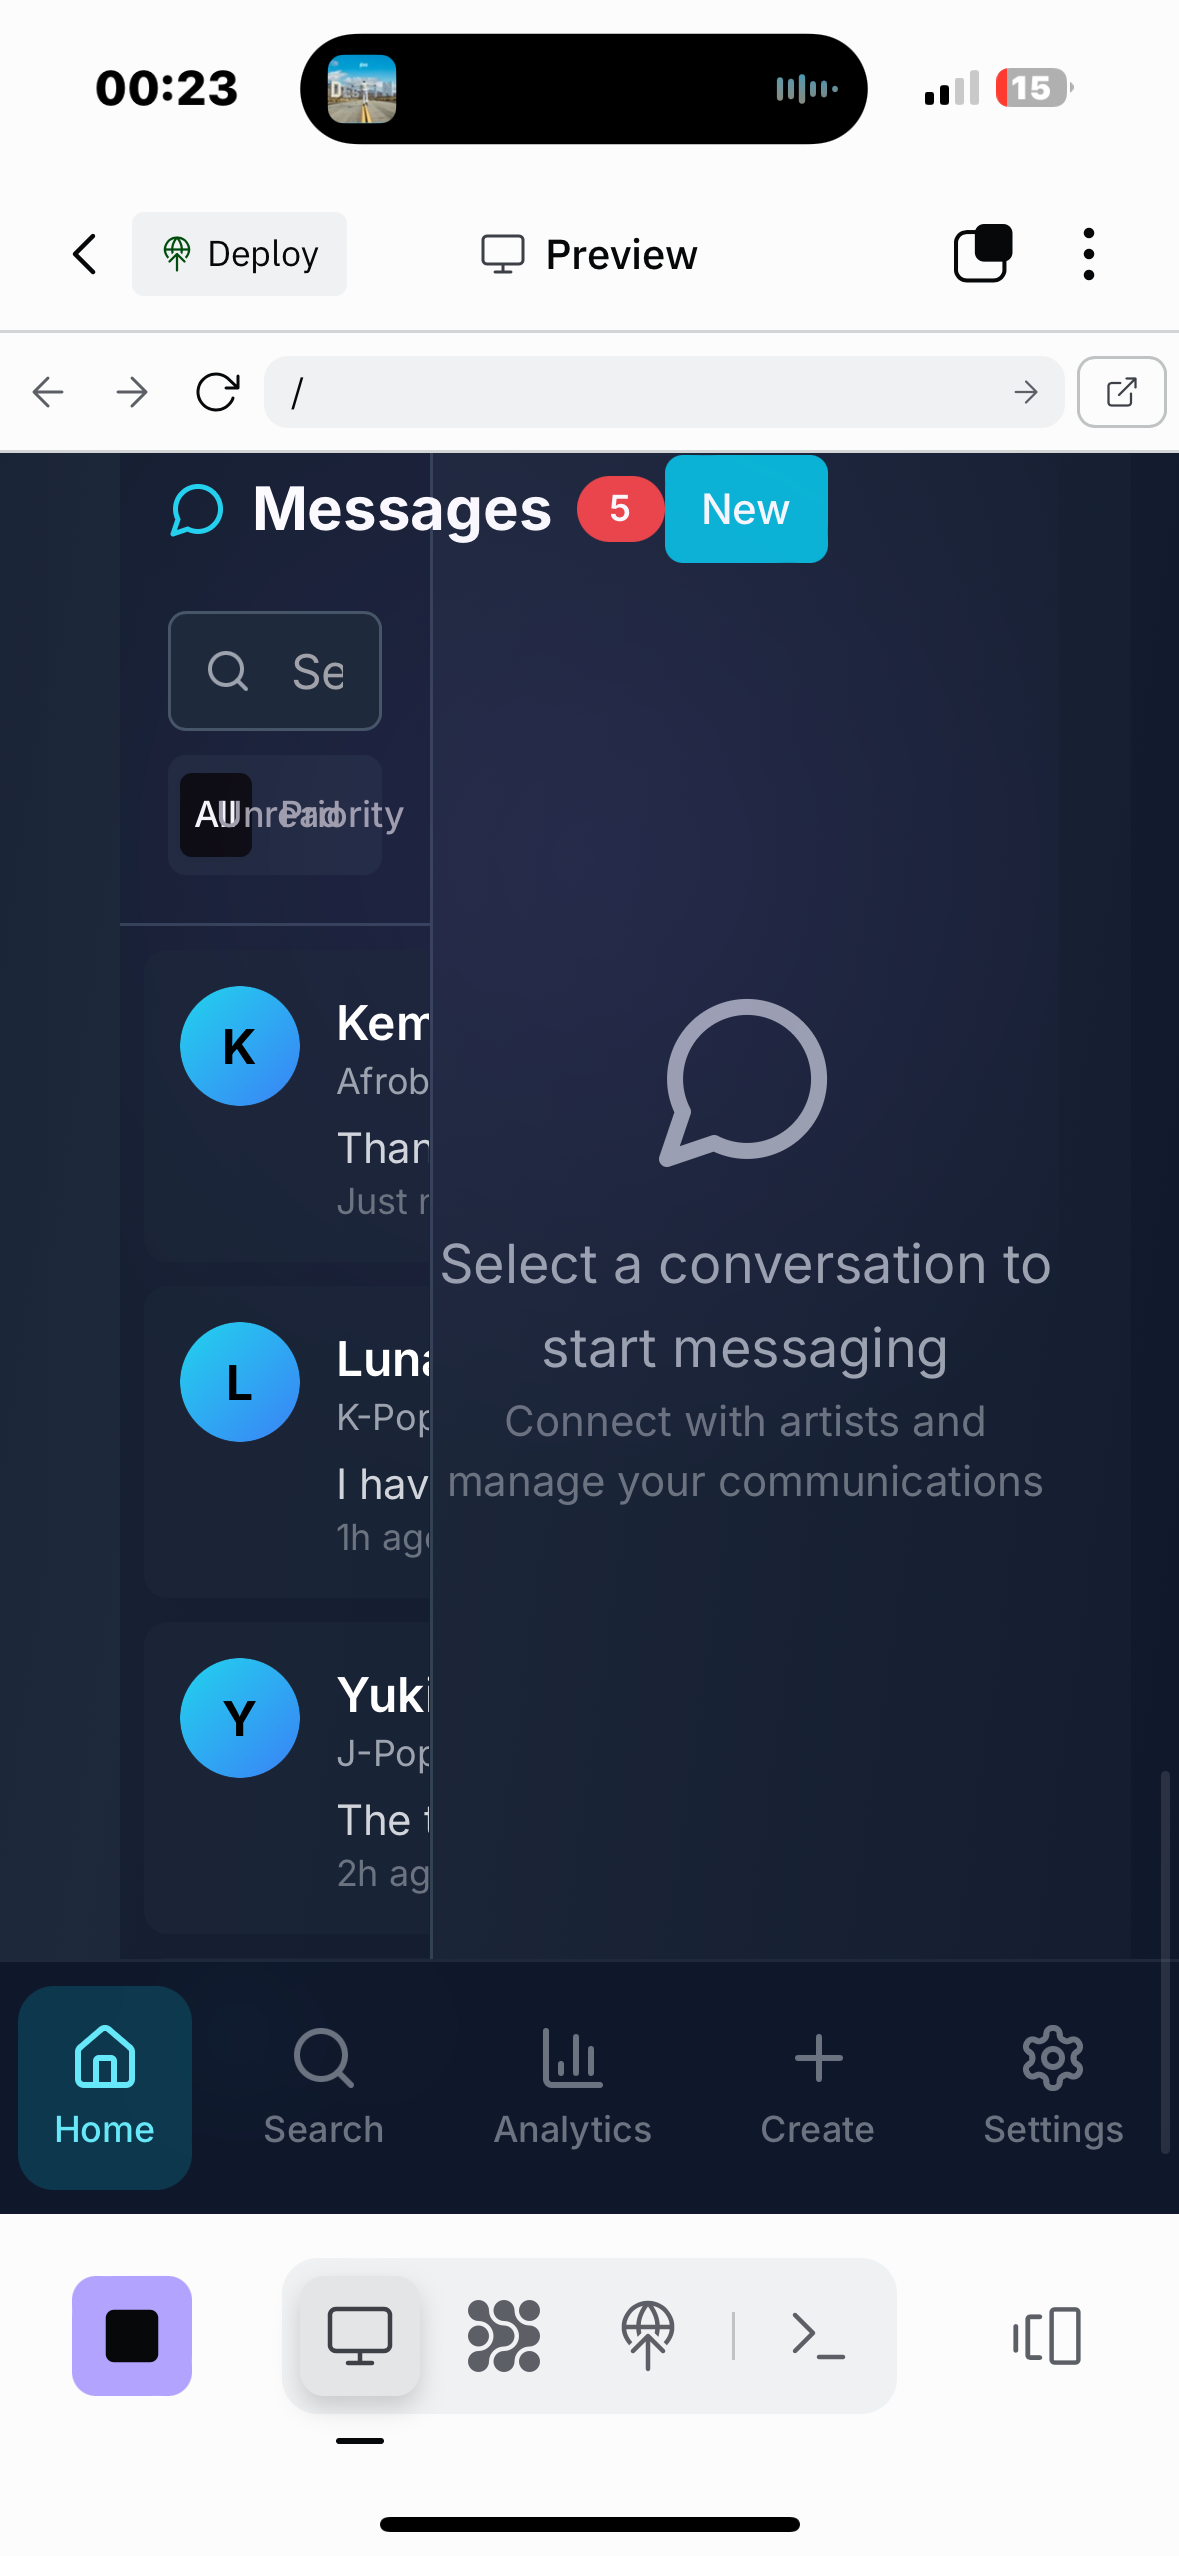 00:23
15
Deploy
Preview
/
Messages
5
New
Se
All
Unread
Priority
K
Kem
Afrob
Than
Just n
L
Luna
K-Pop
I hav
1h ago
Y
Yuki
J-Pop
The t
2h ag
Select a conversation to
start messaging
Connect with artists and
manage your communications
Home
Search
Analytics
Create
Settings